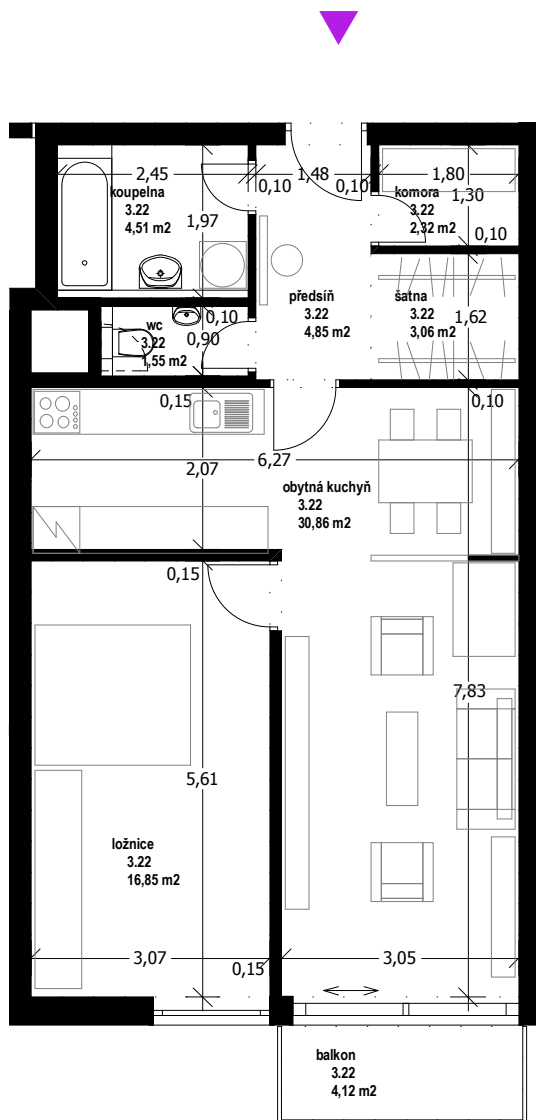 2,45
1,48
1,80
0,10
0,10
koupelna
3.22
4,51 m2
komora
3.22
2,32 m2
1,30
1,97
0,10
předsíň
3.22
4,85 m2
šatna
3.22
3,06 m2
1,62
0,10
wc
3.22
1,55 m2
0,90
0,15
0,10
6,27
2,07
obytná kuchyň
3.22
30,86 m2
0,15
7,83
5,61
ložnice
3.22
16,85 m2
3,07
0,15
3,05
balkon
3.22
4,12 m2